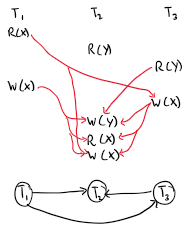 T1 T2 T3
R(X)
R(Y)
R(Y)
W(X)
W(X)
W(Y)
R(X)
W(X)
T1 T2 T3